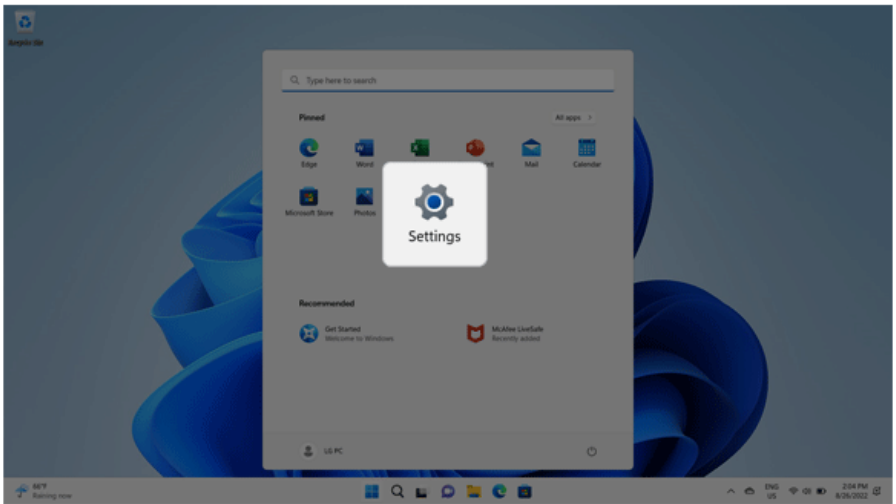 Recycle Bin
Type here to search
Pinned
All apps >
Edge
Word
Mail
Calendar
Microsoft Store
Photos
Settings
Recommended
Get Started
Welcome to Windows
McAfee LiveSafe
Recently added
LG PC
66°F
Raining now
ENG
US
2:04 PM
8/26/2022